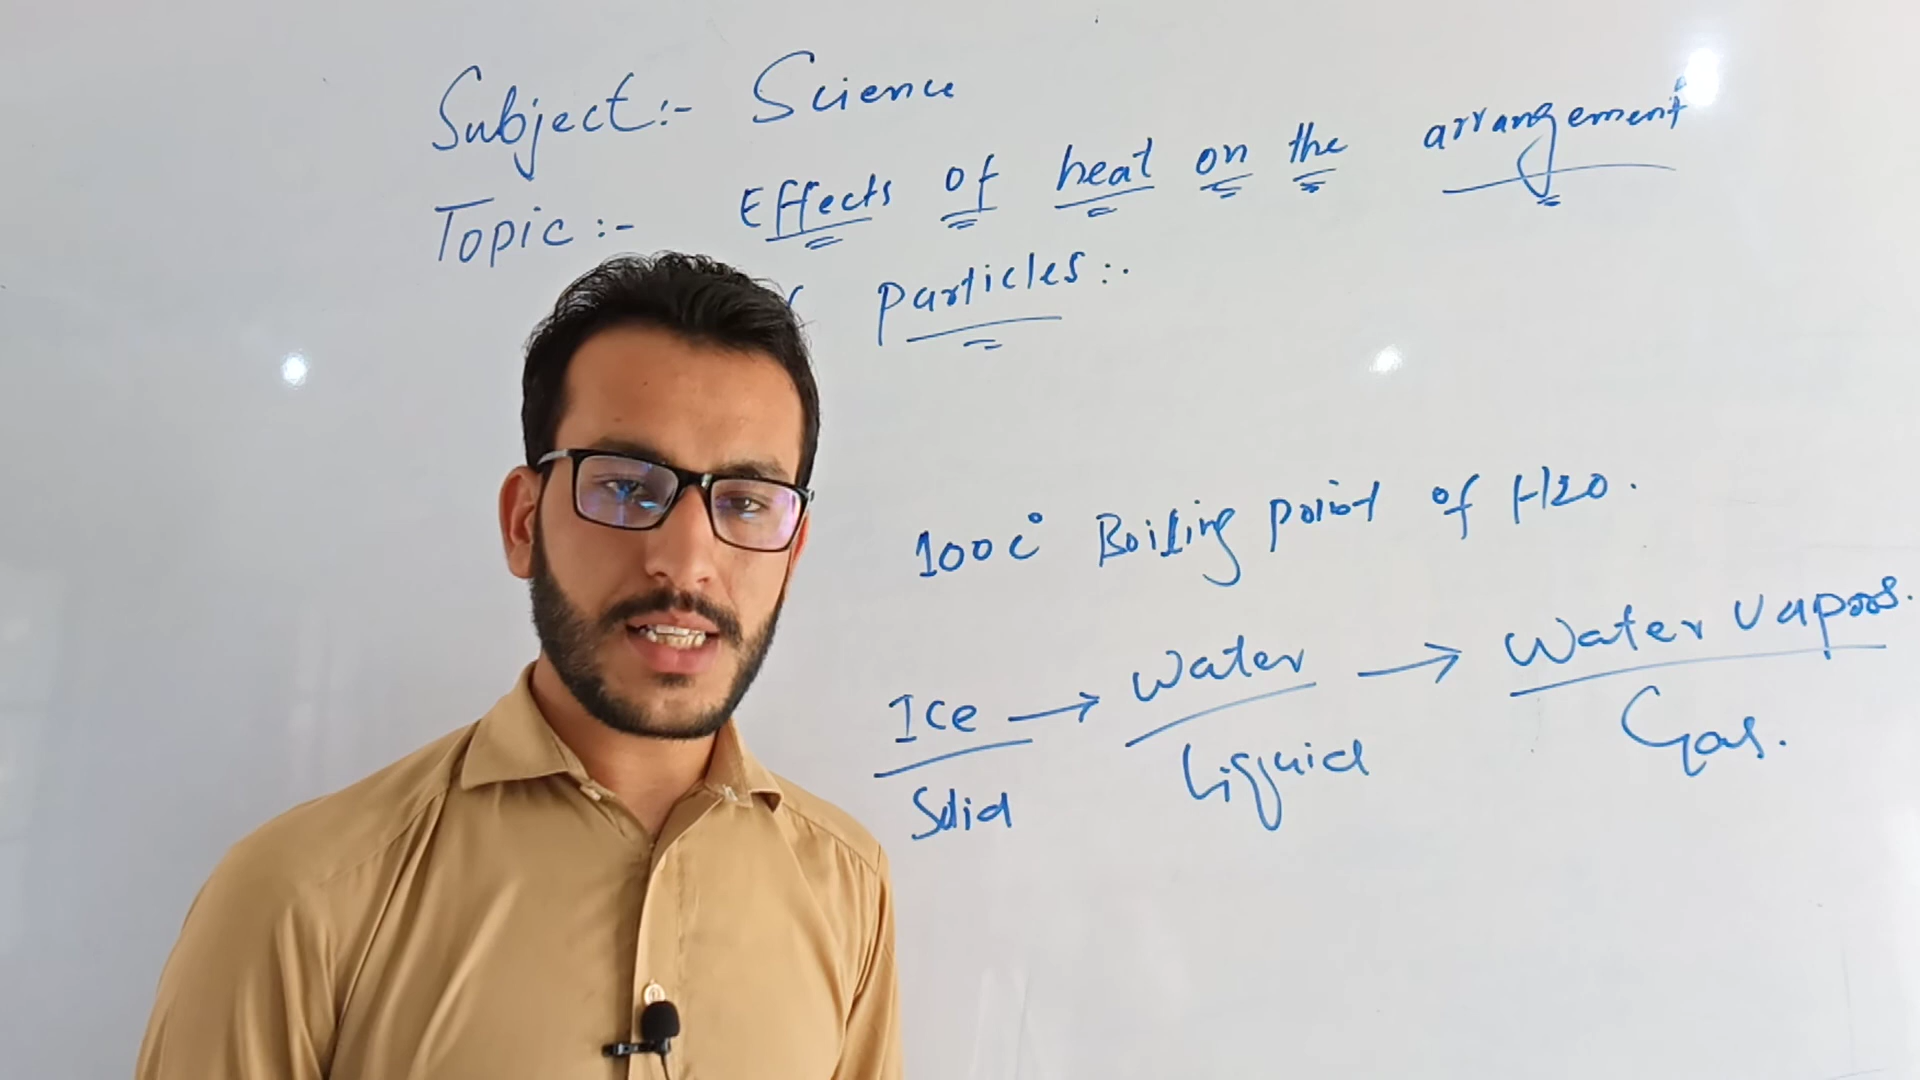 Subject:- Science
Topic:- Effects of heat on the arrangement
particles:.
100c° Boiling point of H2O.
Ice → Water → Water vapors.
Solid Liquid Gas.